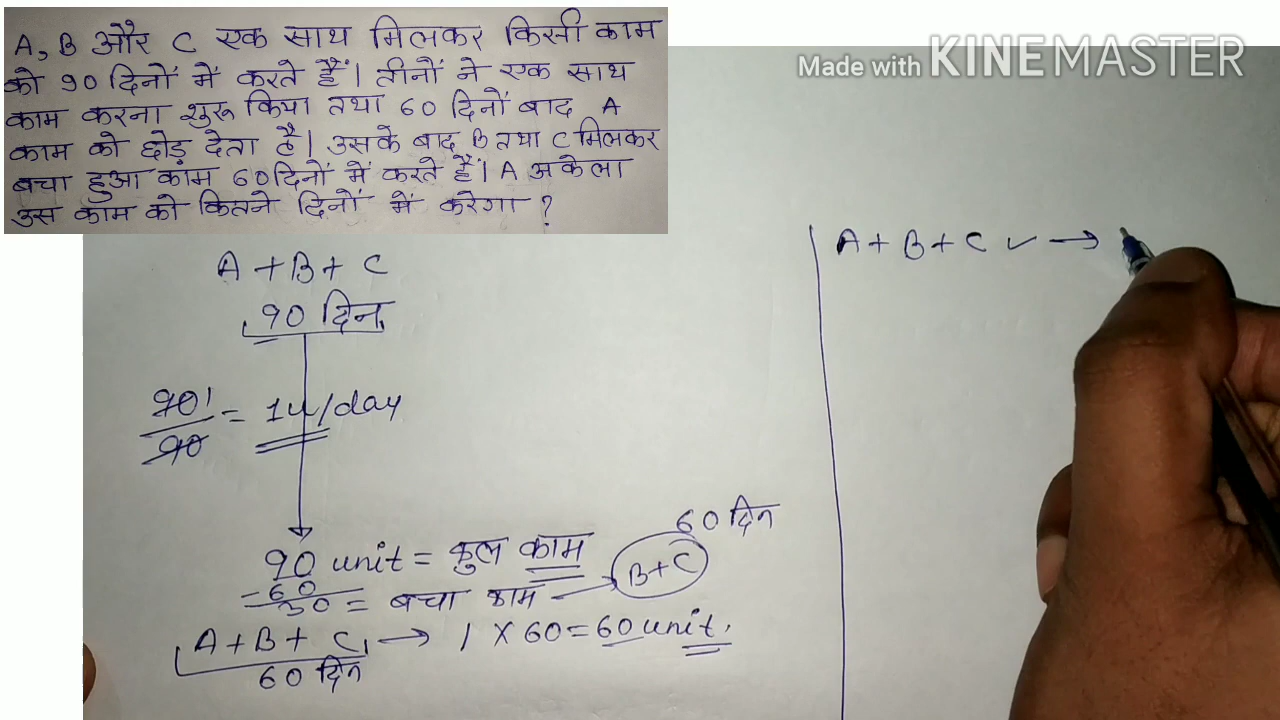 A, B और C एक साथ मिलकर किसी काम
को 90 दिनों में करते हैं। तीनों ने एक साथ
काम करना शुरू किया तथा 60 दिनों बाद A
काम को छोड़ देता है। उसके बाद B तथा C मिलकर
बचा हुआ काम 60 दिनों में करते हैं। A अकेला
उस काम को कितने दिनों में करेगा ?
Made with KINEMASTER
A + B + C
90 दिन
90 1
90
= 1u/day
90 unit = कुल काम
- 60
30 = बचा काम →
B+C
60 दिन
A + B + C → 1 × 60 = 60 unit.
60 दिन
A + B + C ✓ →